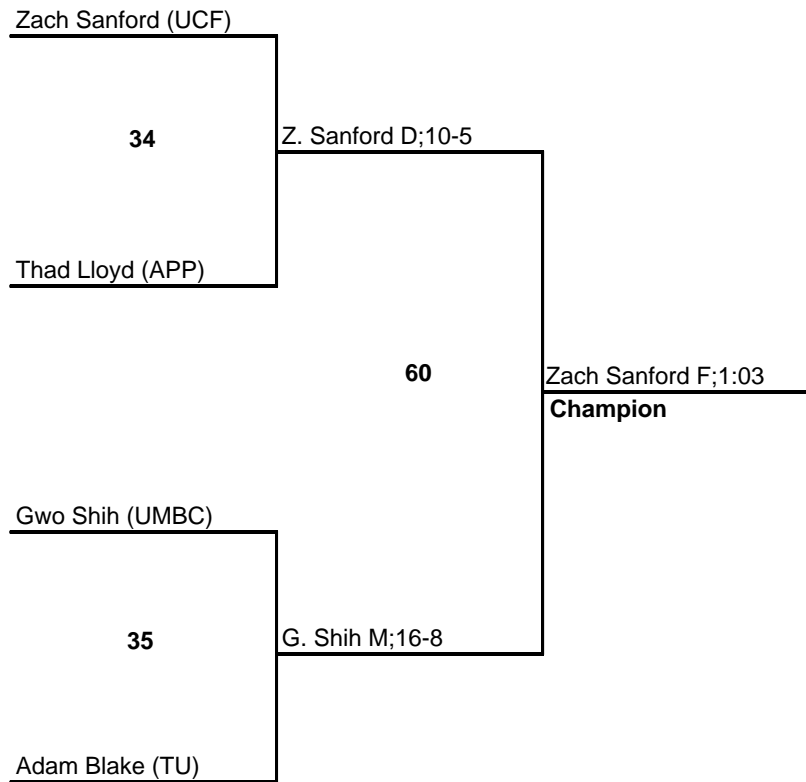 Zach Sanford (UCF)
34
Z. Sanford D;10-5
Thad Lloyd (APP)
60
Zach Sanford F;1:03
Champion
Gwo Shih (UMBC)
35
G. Shih M;16-8
Adam Blake (TU)